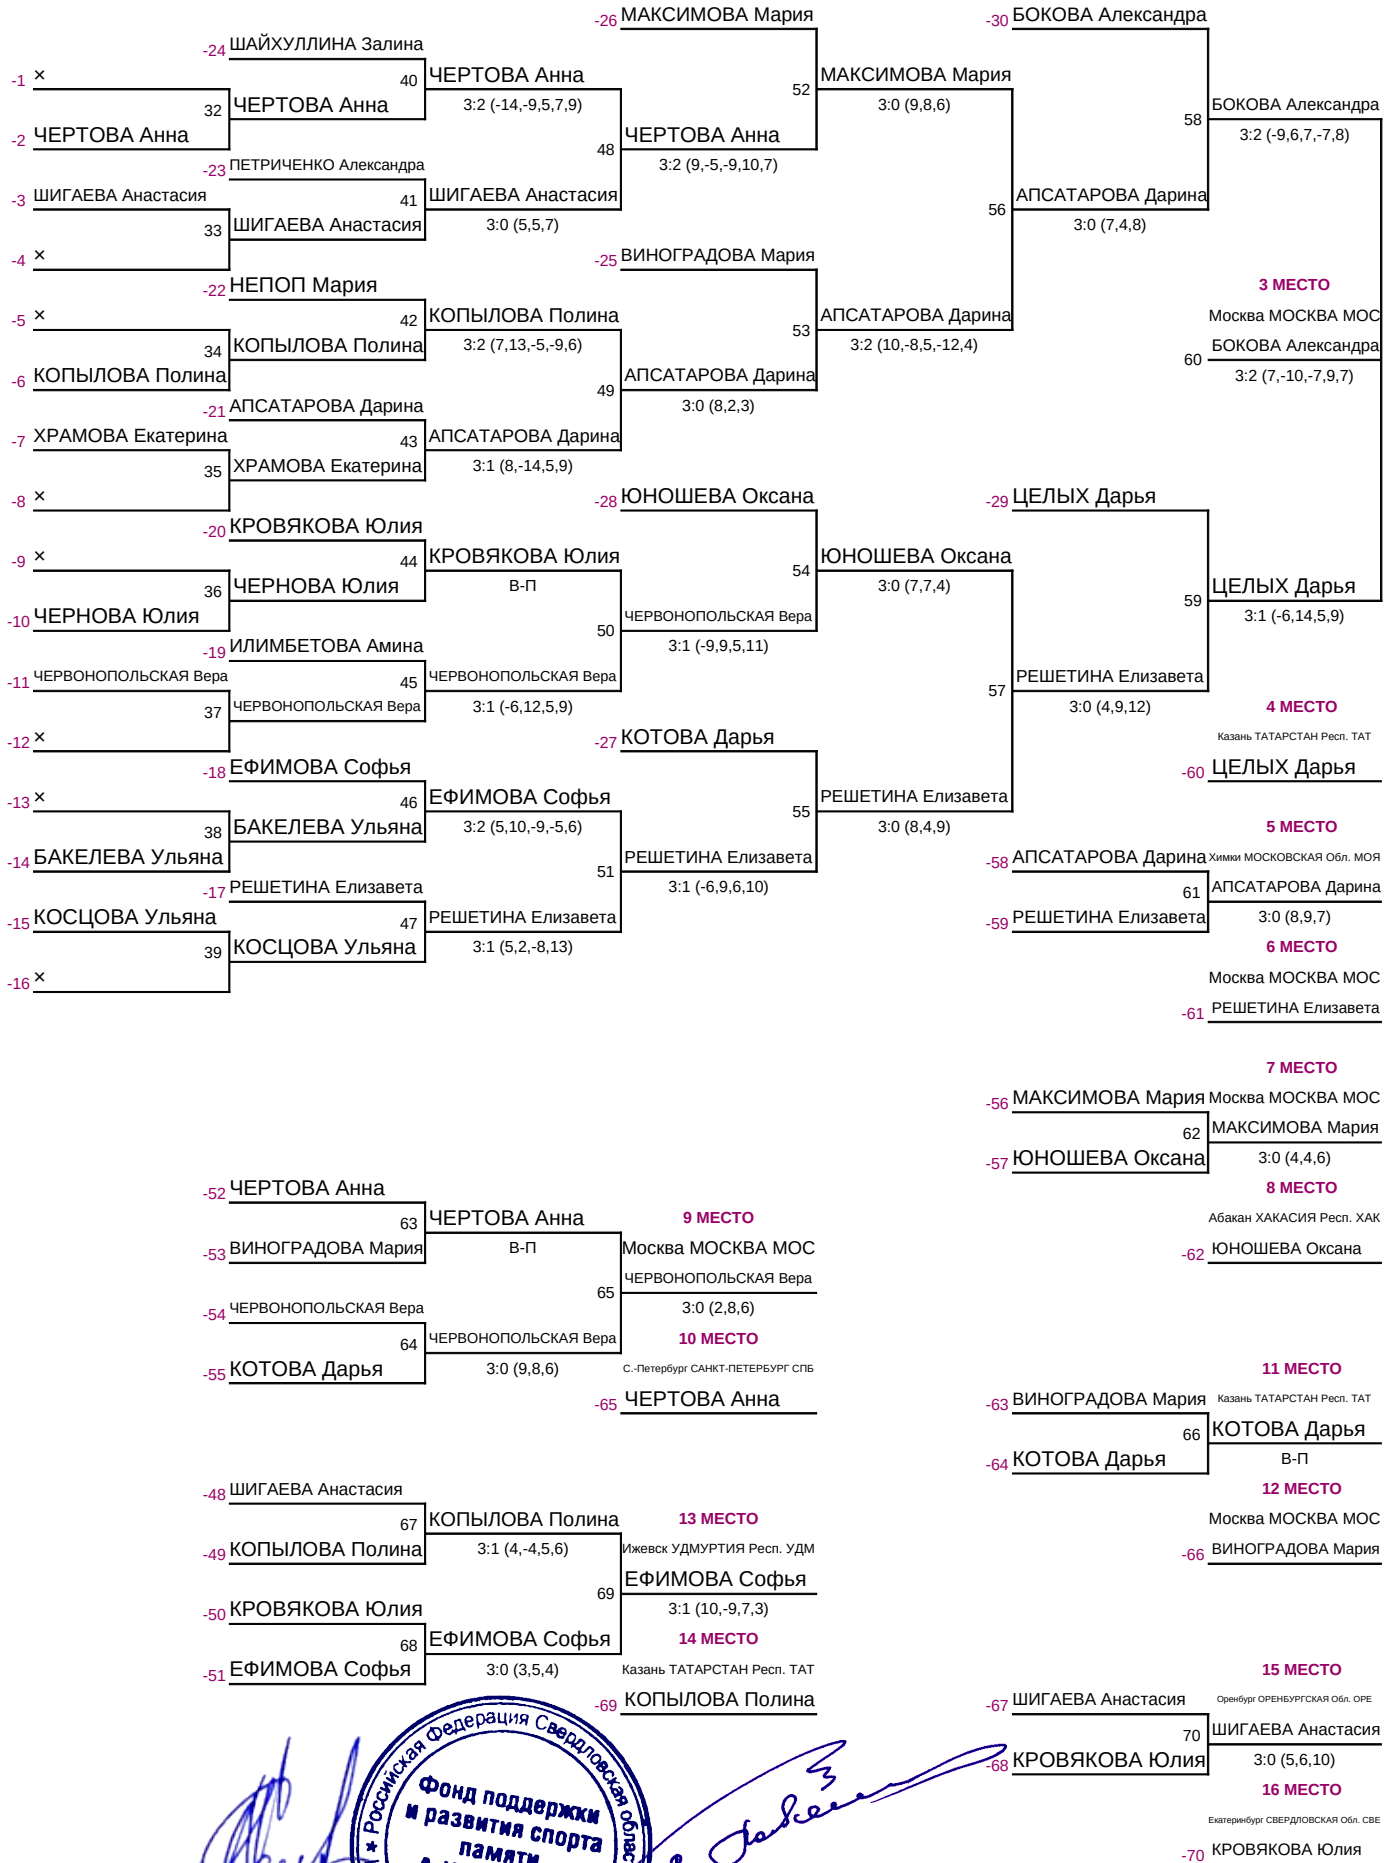 -26 МАКСИМОВА Мария
-30 БОКОВА Александра
-24 ШАЙХУЛЛИНА Залина
-1 ×
40 ЧЕРТОВА Анна
3:2 (-14,-9,5,7,9)
52 МАКСИМОВА Мария
3:0 (9,8,6)
32 ЧЕРТОВА Анна
58 БОКОВА Александра
3:2 (-9,6,7,-7,8)
-2 ЧЕРТОВА Анна
48 ЧЕРТОВА Анна
3:2 (9,-5,-9,10,7)
-23 ПЕТРИЧЕНКО Александра
-3 ШИГАЕВА Анастасия
41 ШИГАЕВА Анастасия
3:0 (5,5,7)
56 АПСАТАРОВА Дарина
3:0 (7,4,8)
33 ШИГАЕВА Анастасия
-4 ×
-25 ВИНОГРАДОВА Мария
-22 НЕПОП Мария
3 МЕСТО
-5 ×
42 КОПЫЛОВА Полина
3:2 (7,13,-5,-9,6)
53 АПСАТАРОВА Дарина
3:2 (10,-8,5,-12,4)
Москва МОСКВА МОС
34 КОПЫЛОВА Полина
60 БОКОВА Александра
3:2 (7,-10,-7,9,7)
-6 КОПЫЛОВА Полина
49 АПСАТАРОВА Дарина
3:0 (8,2,3)
-21 АПСАТАРОВА Дарина
-7 ХРАМОВА Екатерина
43 АПСАТАРОВА Дарина
3:1 (8,-14,5,9)
35 ХРАМОВА Екатерина
-8 ×
-28 ЮНОШЕВА Оксана
-29 ЦЕЛЫХ Дарья
-20 КРОВЯКОВА Юлия
-9 ×
44 КРОВЯКОВА Юлия
В-П
54 ЮНОШЕВА Оксана
3:0 (7,7,4)
36 ЧЕРНОВА Юлия
59 ЦЕЛЫХ Дарья
3:1 (-6,14,5,9)
-10 ЧЕРНОВА Юлия
50 ЧЕРВОНОПОЛЬСКАЯ Вера
3:1 (-9,9,5,11)
-19 ИЛИМБЕТОВА Амина
-11 ЧЕРВОНОПОЛЬСКАЯ Вера
45 ЧЕРВОНОПОЛЬСКАЯ Вера
3:1 (-6,12,5,9)
57 РЕШЕТИНА Елизавета
3:0 (4,9,12)
37 ЧЕРВОНОПОЛЬСКАЯ Вера
4 МЕСТО
-12 ×
-27 КОТОВА Дарья
Казань ТАТАРСТАН Респ. ТАТ
-18 ЕФИМОВА Софья
-60 ЦЕЛЫХ Дарья
-13 ×
46 ЕФИМОВА Софья
3:2 (5,10,-9,-5,6)
55 РЕШЕТИНА Елизавета
3:0 (8,4,9)
38 БАКЕЛЕВА Ульяна
5 МЕСТО
-14 БАКЕЛЕВА Ульяна
51 РЕШЕТИНА Елизавета
3:1 (-6,9,6,10)
-58 АПСАТАРОВА Дарина
Химки МОСКОВСКАЯ Обл. МОЯ
-17 РЕШЕТИНА Елизавета
61 АПСАТАРОВА Дарина
3:0 (8,9,7)
-15 КОСЦОВА Ульяна
47 РЕШЕТИНА Елизавета
3:1 (5,2,-8,13)
-59 РЕШЕТИНА Елизавета
39 КОСЦОВА Ульяна
6 МЕСТО
-16 ×
Москва МОСКВА МОС
-61 РЕШЕТИНА Елизавета
7 МЕСТО
-56 МАКСИМОВА Мария
Москва МОСКВА МОС
62 МАКСИМОВА Мария
3:0 (4,4,6)
-57 ЮНОШЕВА Оксана
8 МЕСТО
Абакан ХАКАСИЯ Респ. ХАК
-62 ЮНОШЕВА Оксана
-52 ЧЕРТОВА Анна
63 ЧЕРТОВА Анна
В-П
9 МЕСТО
-53 ВИНОГРАДОВА Мария
Москва МОСКВА МОС
65 ЧЕРВОНОПОЛЬСКАЯ Вера
3:0 (2,8,6)
-54 ЧЕРВОНОПОЛЬСКАЯ Вера
64 ЧЕРВОНОПОЛЬСКАЯ Вера
3:0 (9,8,6)
10 МЕСТО
-55 КОТОВА Дарья
С.-Петербург САНКТ-ПЕТЕРБУРГ СПБ
-65 ЧЕРТОВА Анна
11 МЕСТО
-63 ВИНОГРАДОВА Мария
Казань ТАТАРСТАН Респ. ТАТ
66 КОТОВА Дарья
В-П
-64 КОТОВА Дарья
12 МЕСТО
Москва МОСКВА МОС
-66 ВИНОГРАДОВА Мария
-48 ШИГАЕВА Анастасия
67 КОПЫЛОВА Полина
3:1 (4,-4,5,6)
13 МЕСТО
-49 КОПЫЛОВА Полина
Ижевск УДМУРТИЯ Респ. УДМ
69 ЕФИМОВА Софья
3:1 (10,-9,7,3)
-50 КРОВЯКОВА Юлия
68 ЕФИМОВА Софья
3:0 (3,5,4)
14 МЕСТО
-51 ЕФИМОВА Софья
Казань ТАТАРСТАН Респ. ТАТ
-69 КОПЫЛОВА Полина
15 МЕСТО
-67 ШИГАЕВА Анастасия
Оренбург ОРЕНБУРГСКАЯ Обл. ОРЕ
70 ШИГАЕВА Анастасия
3:0 (5,6,10)
-68 КРОВЯКОВА Юлия
16 МЕСТО
Екатеринбург СВЕРДЛОВСКАЯ Обл. СВЕ
-70 КРОВЯКОВА Юлия
Российская Федерация Свердловская
Фонд поддержки
и развития спорта
памяти